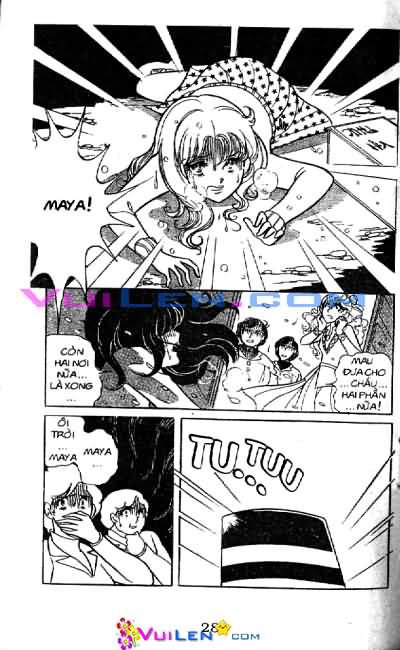 MAYA!
VuiLen.com
CÒN
HAI NƠI
NỮA...
LÀ XONG
...
MAU
ĐƯA CHO
...CHÁU...
HAI PHẦN
NỮA!
ÔI
TRỜI
...
MAYA
MAYA
...
TU...TUU
28
VuiLen.com